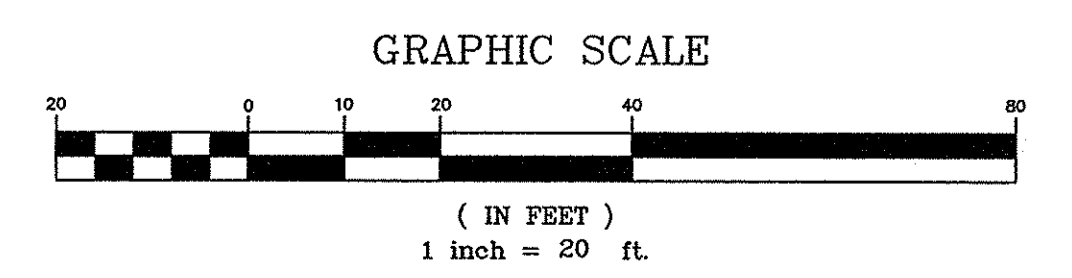 GRAPHIC SCALE
20 0 10 20 40 80
( IN FEET )
1 inch = 20 ft.